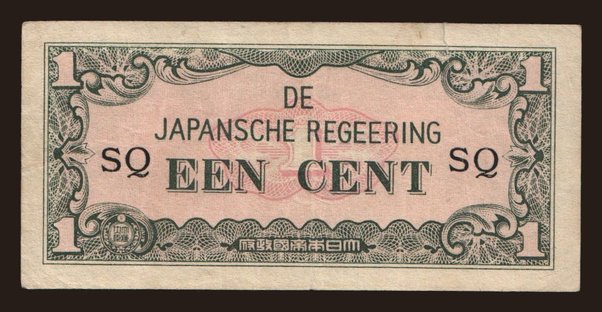 1 1
DE
JAPANSCHE REGEERING
SQ EEN CENT SQ
1 大日本帝國政府 1